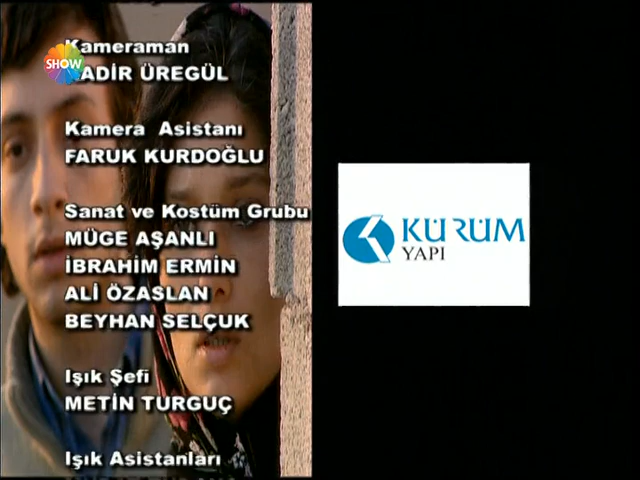 Kameraman
SHOW
ADİR ÜREGÜL
Kamera Asistanı
FARUK KURDOĞLU
Sanat ve Kostüm Grubu
MÜGE AŞANLI
İBRAHİM ERMİN
ALİ ÖZASLAN
BEYHAN SELÇUK
Işık Şefi
METİN TURGUÇ
Işık Asistanları
KÜRÜM
YAPI